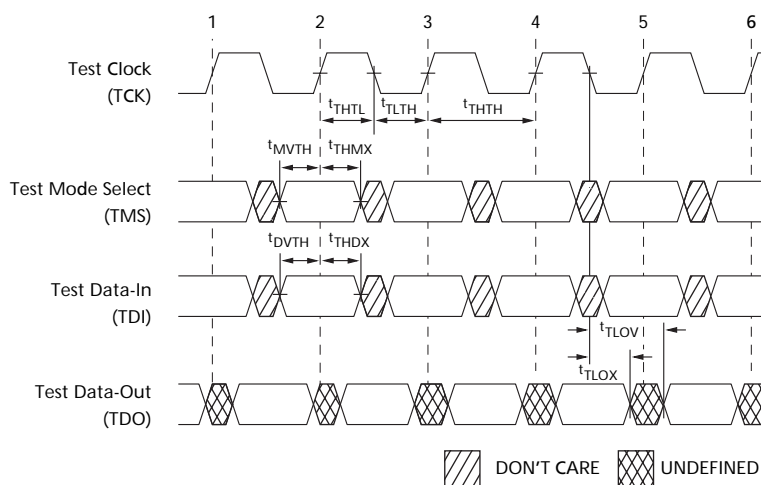 1 2 3 4 5 6
Test Clock
(TCK)
tTHTL tTLTH tTHTH
tMVTH tTHMX
Test Mode Select
(TMS)
tDVTH tTHDX
Test Data-In
(TDI)
tTLOV
tTLOX
Test Data-Out
(TDO)
DON'T CARE UNDEFINED